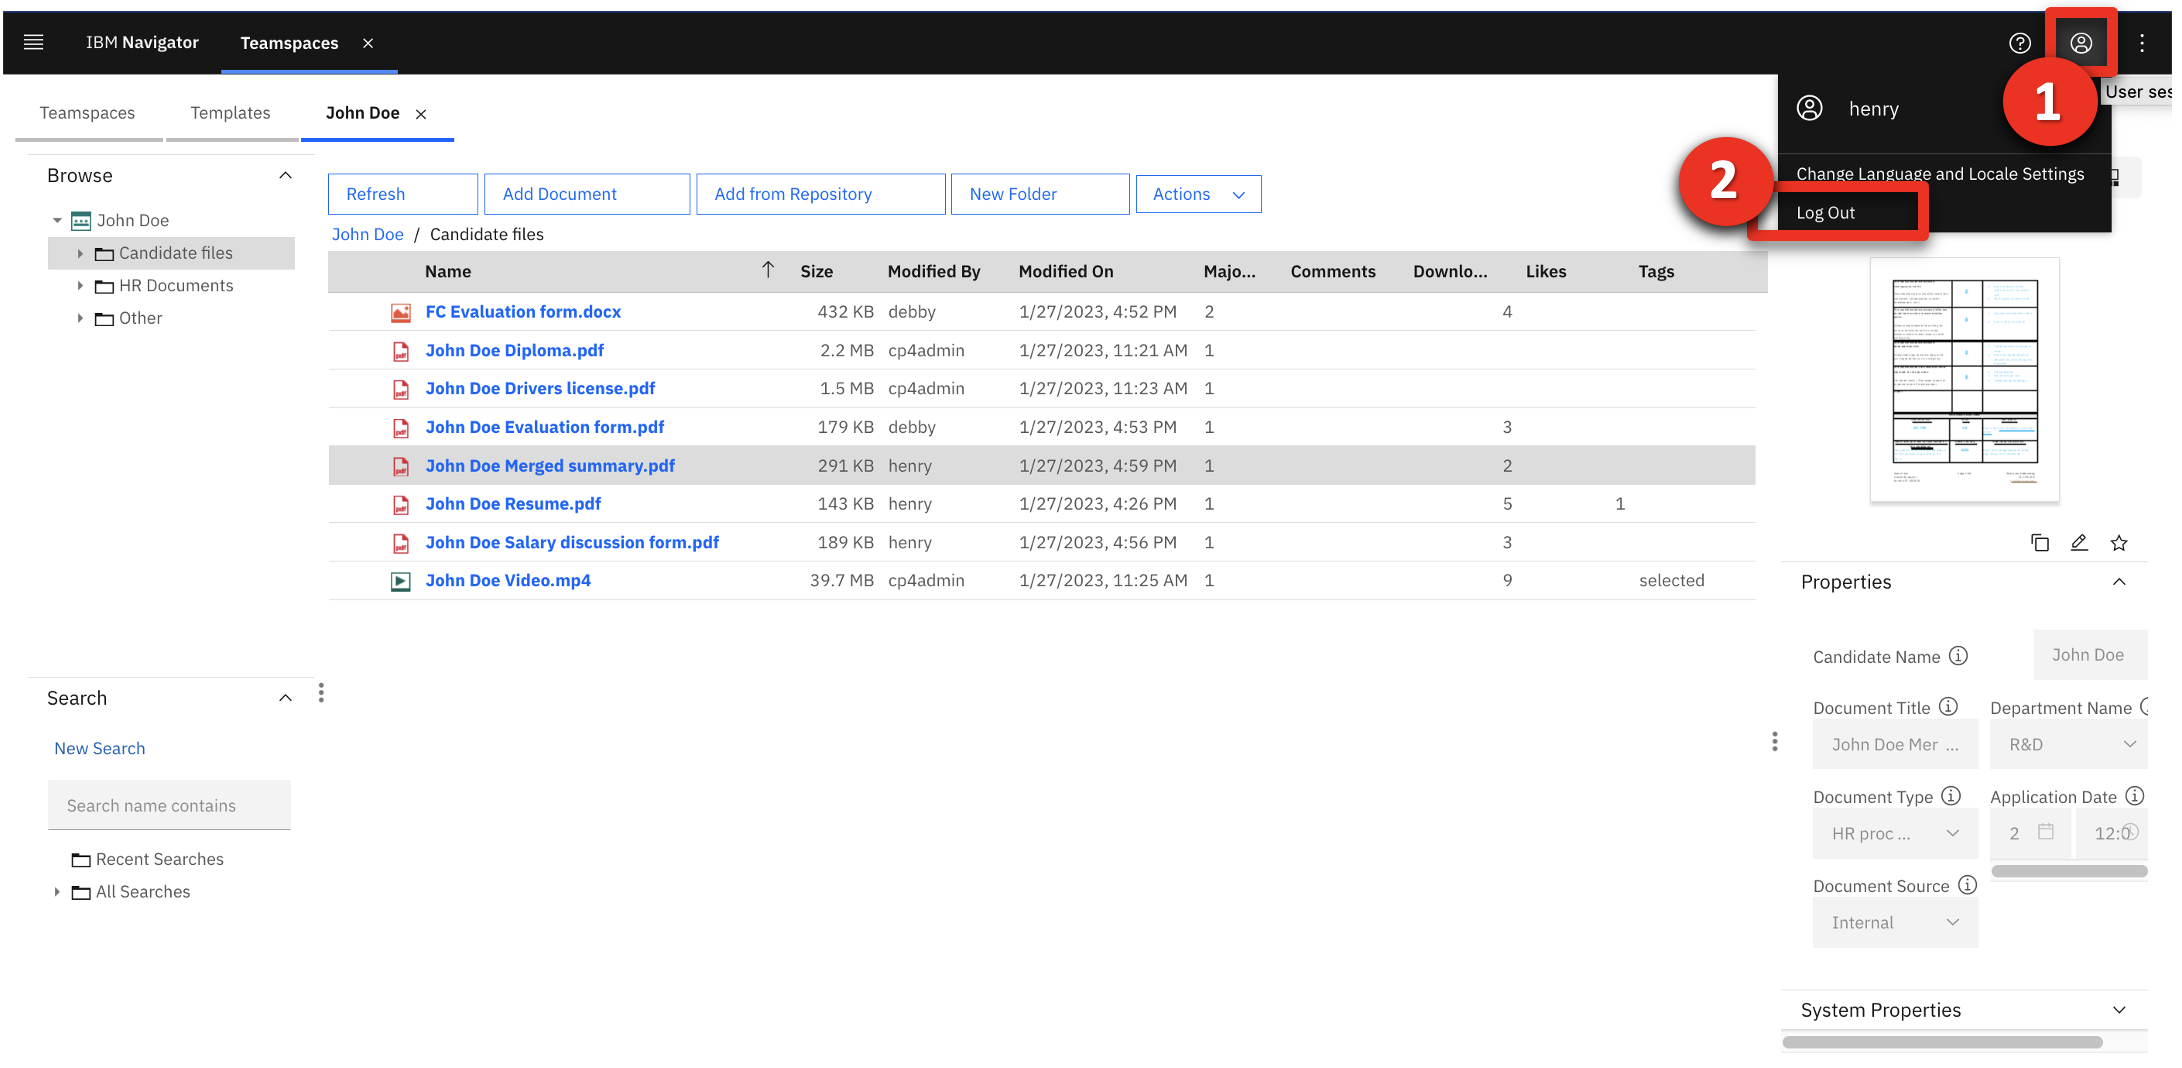 IBM Navigator
Teamspaces
1
User ses
henry
Teamspaces
Templates
John Doe
2
Change Language and Locale Settings
Log Out
Browse
John Doe
Candidate files
HR Documents
Other
Refresh
Add Document
Add from Repository
New Folder
Actions
John Doe / Candidate files
Name Size Modified By Modified On Majo... Comments Downlo... Likes Tags
FC Evaluation form.docx 432 KB debby 1/27/2023, 4:52 PM 2 4
John Doe Diploma.pdf 2.2 MB cp4admin 1/27/2023, 11:21 AM 1
John Doe Drivers license.pdf 1.5 MB cp4admin 1/27/2023, 11:23 AM 1
John Doe Evaluation form.pdf 179 KB debby 1/27/2023, 4:53 PM 1 3
John Doe Merged summary.pdf 291 KB henry 1/27/2023, 4:59 PM 1 2
John Doe Resume.pdf 143 KB henry 1/27/2023, 4:26 PM 1 5 1
John Doe Salary discussion form.pdf 189 KB henry 1/27/2023, 4:56 PM 1 3
John Doe Video.mp4 39.7 MB cp4admin 1/27/2023, 11:25 AM 1 9 selected
Search
New Search
Search name contains
Recent Searches
All Searches
Properties
Candidate Name
John Doe
Document Title
Department Name
John Doe Mer ...
R&D
Document Type
Application Date
HR proc ...
2
12:0
Document Source
Internal
System Properties